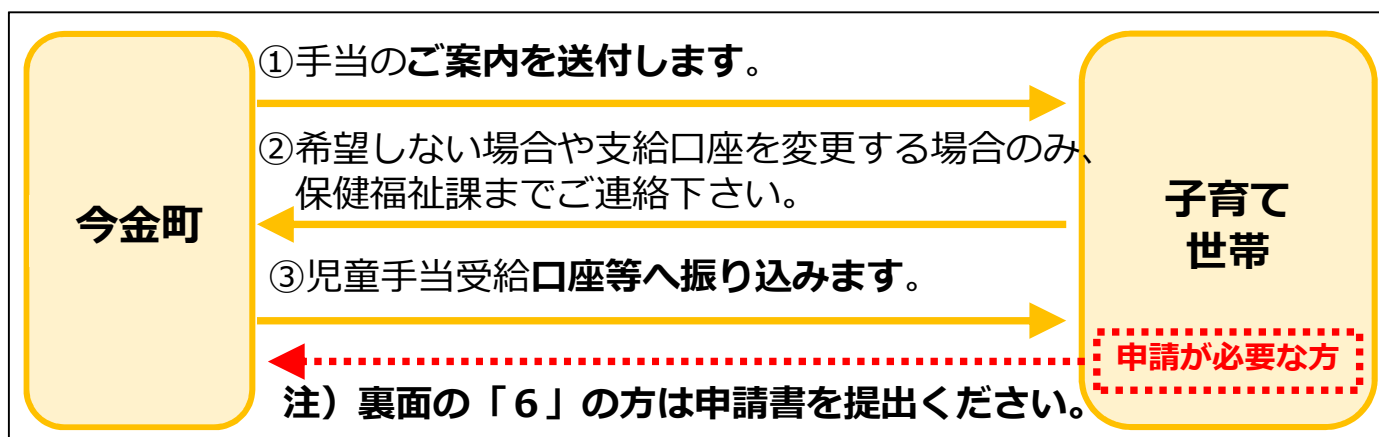 今金町
①手当のご案内を送付します。
②希望しない場合や支給口座を変更する場合のみ、
保健福祉課までご連絡下さい。
③児童手当受給口座等へ振り込みます。
子育て
世帯
申請が必要な方
注）裏面の「６」の方は申請書を提出ください。